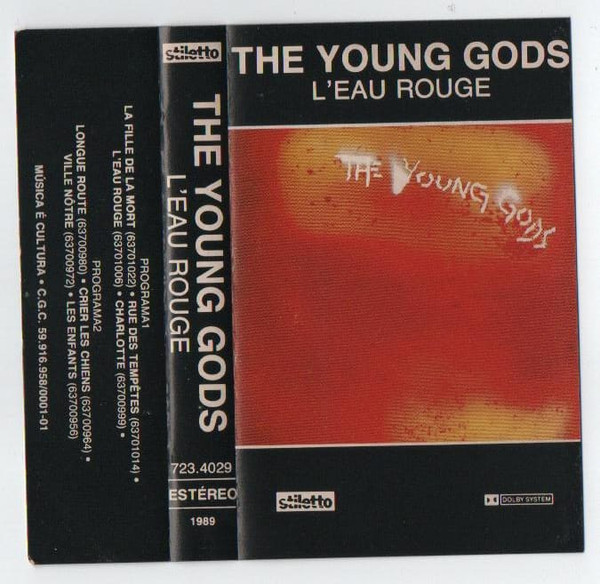 THE YOUNG GODS
L'EAU ROUGE
THE YOUNG GODS
stiletto
DOLBY SYSTEM
stiletto
THE YOUNG GODS
L'EAU ROUGE
723.4029
ESTÉREO
1989
PROGRAMA1
LA FILLE DE LA MORT (63701022) • RUE DES TEMPÊTES (63701014) •
L'EAU ROUGE (63701006) • CHARLOTTE (63700999) •
PROGRAMA2
LONGUE ROUTE (63700980) • CRIER LES CHIENS (63700964) •
VILLE NÔTRE (63700972) • LES ENFANTS (63700956)
MÚSICA É CULTURA • C.G.C. 59.916.958/0001-01